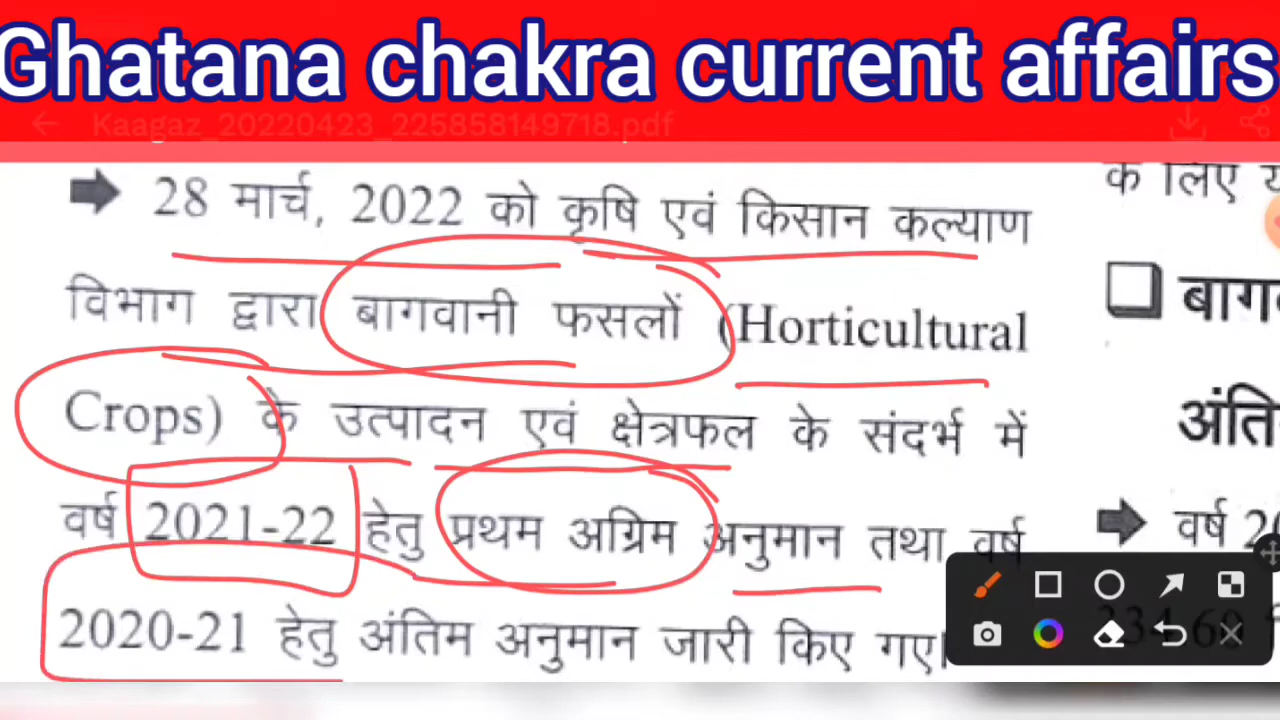 Ghatana chakra current affairs
Kaagaz_20220423_225858149718.pdf
28 मार्च, 2022 को कृषि एवं किसान कल्याण
विभाग द्वारा बागवानी फसलों (Horticultural
Crops) के उत्पादन एवं क्षेत्रफल के संदर्भ में
वर्ष 2021-22 हेतु प्रथम अग्रिम अनुमान तथा वर्ष
2020-21 हेतु अंतिम अनुमान जारी किए गए।
के लिए
वर्ष